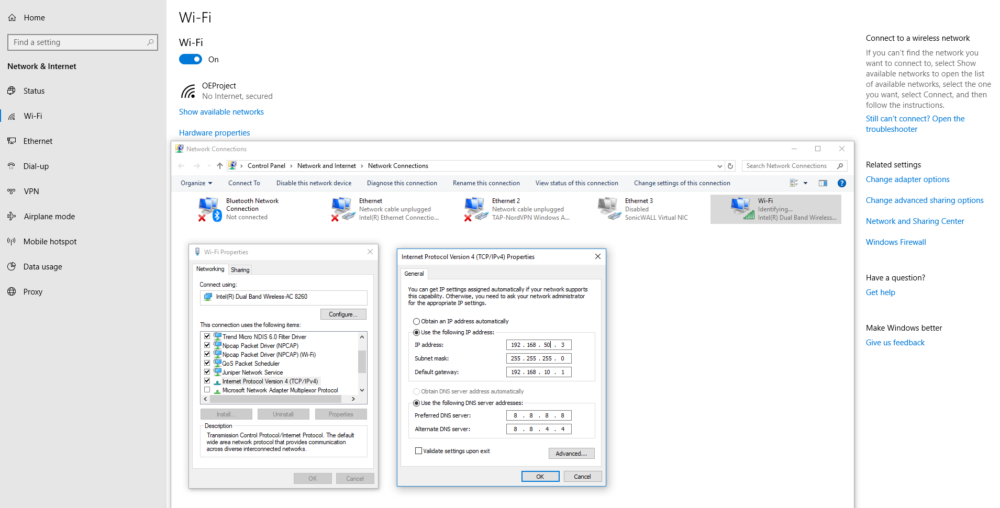 Home
Find a setting
Network & Internet
Status
Wi-Fi
Ethernet
Dial-up
VPN
Airplane mode
Mobile hotspot
Data usage
Proxy
Wi-Fi
Wi-Fi
On
OEProject
No Internet, secured
Show available networks
Hardware properties
Network Connections
Control Panel > Network and Internet > Network Connections
Search Network Connections
Organize
Connect To
Disable this network device
Diagnose this connection
Rename this connection
View status of this connection
Change settings of this connection
Bluetooth Network
Connection
Not connected
Ethernet
Network cable unplugged
Intel(R) Ethernet Connectio...
Ethernet 2
Network cable unplugged
TAP-NordVPN Windows A...
Ethernet 3
Disabled
SonicWALL Virtual NIC
Wi-Fi
Identifying...
Intel(R) Dual Band Wireless...
Wi-Fi Properties
Networking
Sharing
Connect using:
Intel(R) Dual Band Wireless-AC 8260
Configure...
This connection uses the following items:
Trend Micro NDIS 6.0 Filter Driver
Npcap Packet Driver (NPCAP)
Npcap Packet Driver (NPCAP) (Wi-Fi)
QoS Packet Scheduler
Juniper Network Service
Internet Protocol Version 4 (TCP/IPv4)
Microsoft Network Adapter Multiplexor Protocol
Install...
Uninstall
Properties
Description
Transmission Control Protocol/Internet Protocol. The default
wide area network protocol that provides communication
across diverse interconnected networks.
OK
Cancel
Internet Protocol Version 4 (TCP/IPv4) Properties
General
You can get IP settings assigned automatically if your network supports
this capability. Otherwise, you need to ask your network administrator
for the appropriate IP settings.
Obtain an IP address automatically
Use the following IP address:
IP address: 192 . 168 . 50 . 3
Subnet mask: 255 . 255 . 255 . 0
Default gateway: 192 . 168 . 10 . 1
Obtain DNS server address automatically
Use the following DNS server addresses:
Preferred DNS server: 8 . 8 . 8 . 8
Alternate DNS server: 8 . 8 . 4 . 4
Validate settings upon exit
Advanced...
OK
Cancel
Connect to a wireless network
If you can't find the network you
want to connect to, select Show
available networks to open the list
of available networks, select the one
you want, select Connect, and then
follow the instructions.
Still can't connect? Open the
troubleshooter
Related settings
Change adapter options
Change advanced sharing options
Network and Sharing Center
Windows Firewall
Have a question?
Get help
Make Windows better
Give us feedback